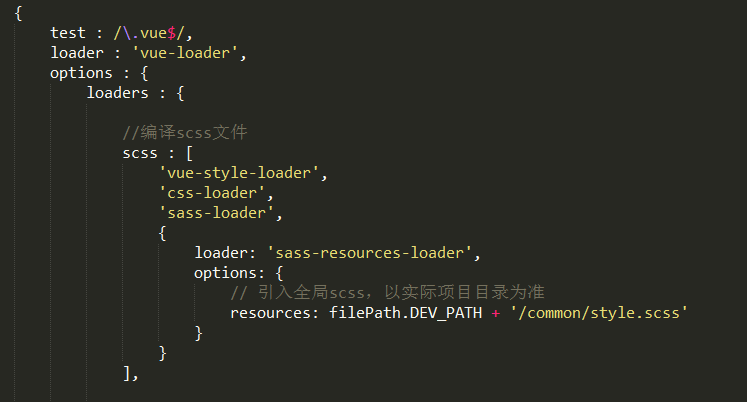 {
test : /\.vue$/,
loader : 'vue-loader',
options : {
loaders : {
//编译scss文件
scss : [
'vue-style-loader',
'css-loader',
'sass-loader',
{
loader: 'sass-resources-loader',
options: {
// 引入全局scss，以实际项目目录为准
resources: filePath.DEV_PATH + '/common/style.scss'
}
}
],